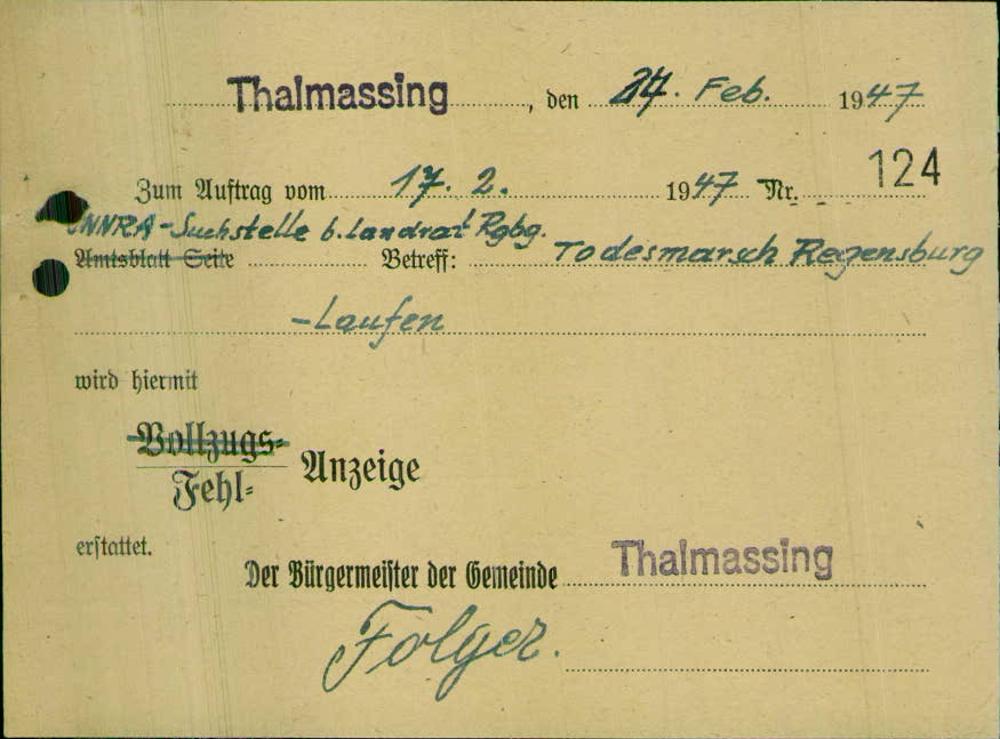 Thalmassing, den 24. Feb. 1947
124
Zum Auftrag vom 17. 2. 1947 Nr.
UNNRA-Suchstelle b. Landrat Rgbg.
Amtsblatt Seite Betreff: Todesmarsch Regensburg
-Laufen
wird hiermit
Vollzugs-
Fehl- Anzeige
erstattet.
Der Bürgermeister der Gemeinde Thalmassing
Folger.